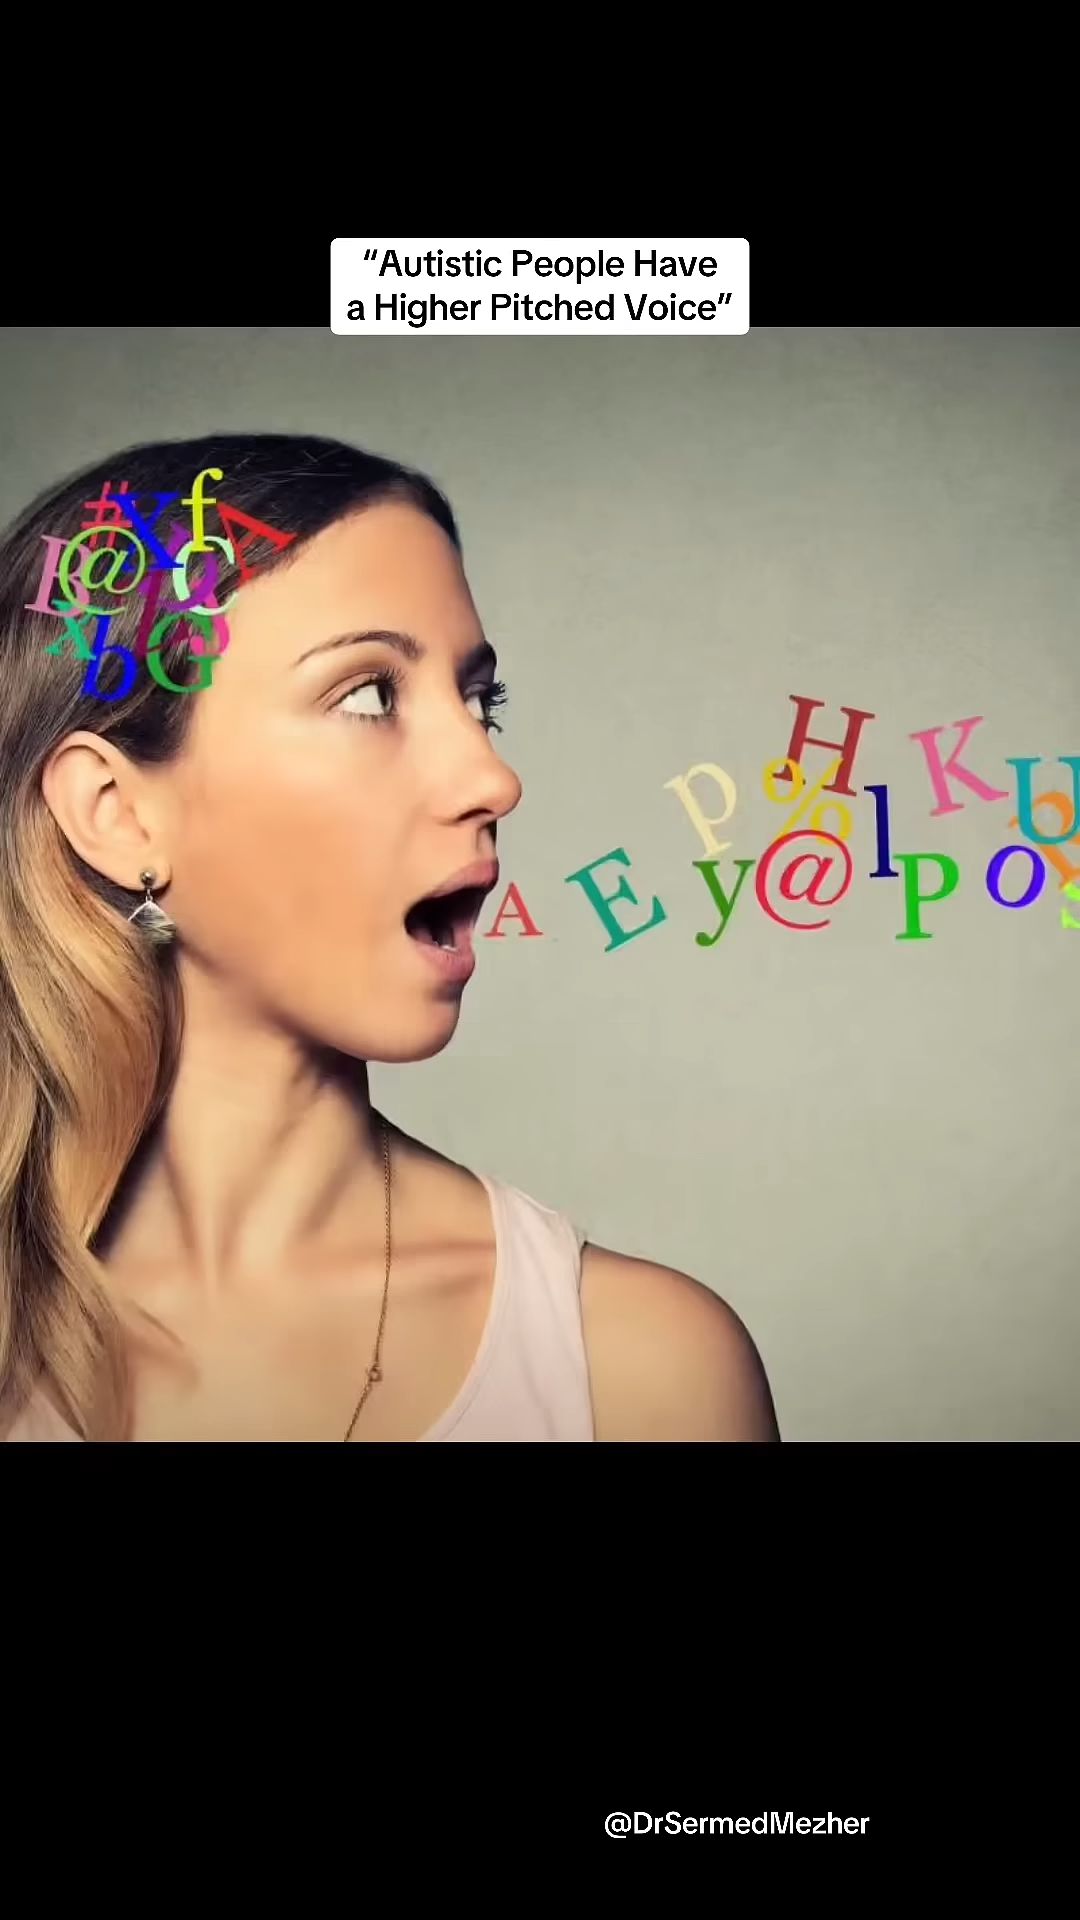 “Autistic People Have
a Higher Pitched Voice”
# X f A
B @ C
x b G
H K
p % l U
A E y @ P o s
@DrSermedMezher